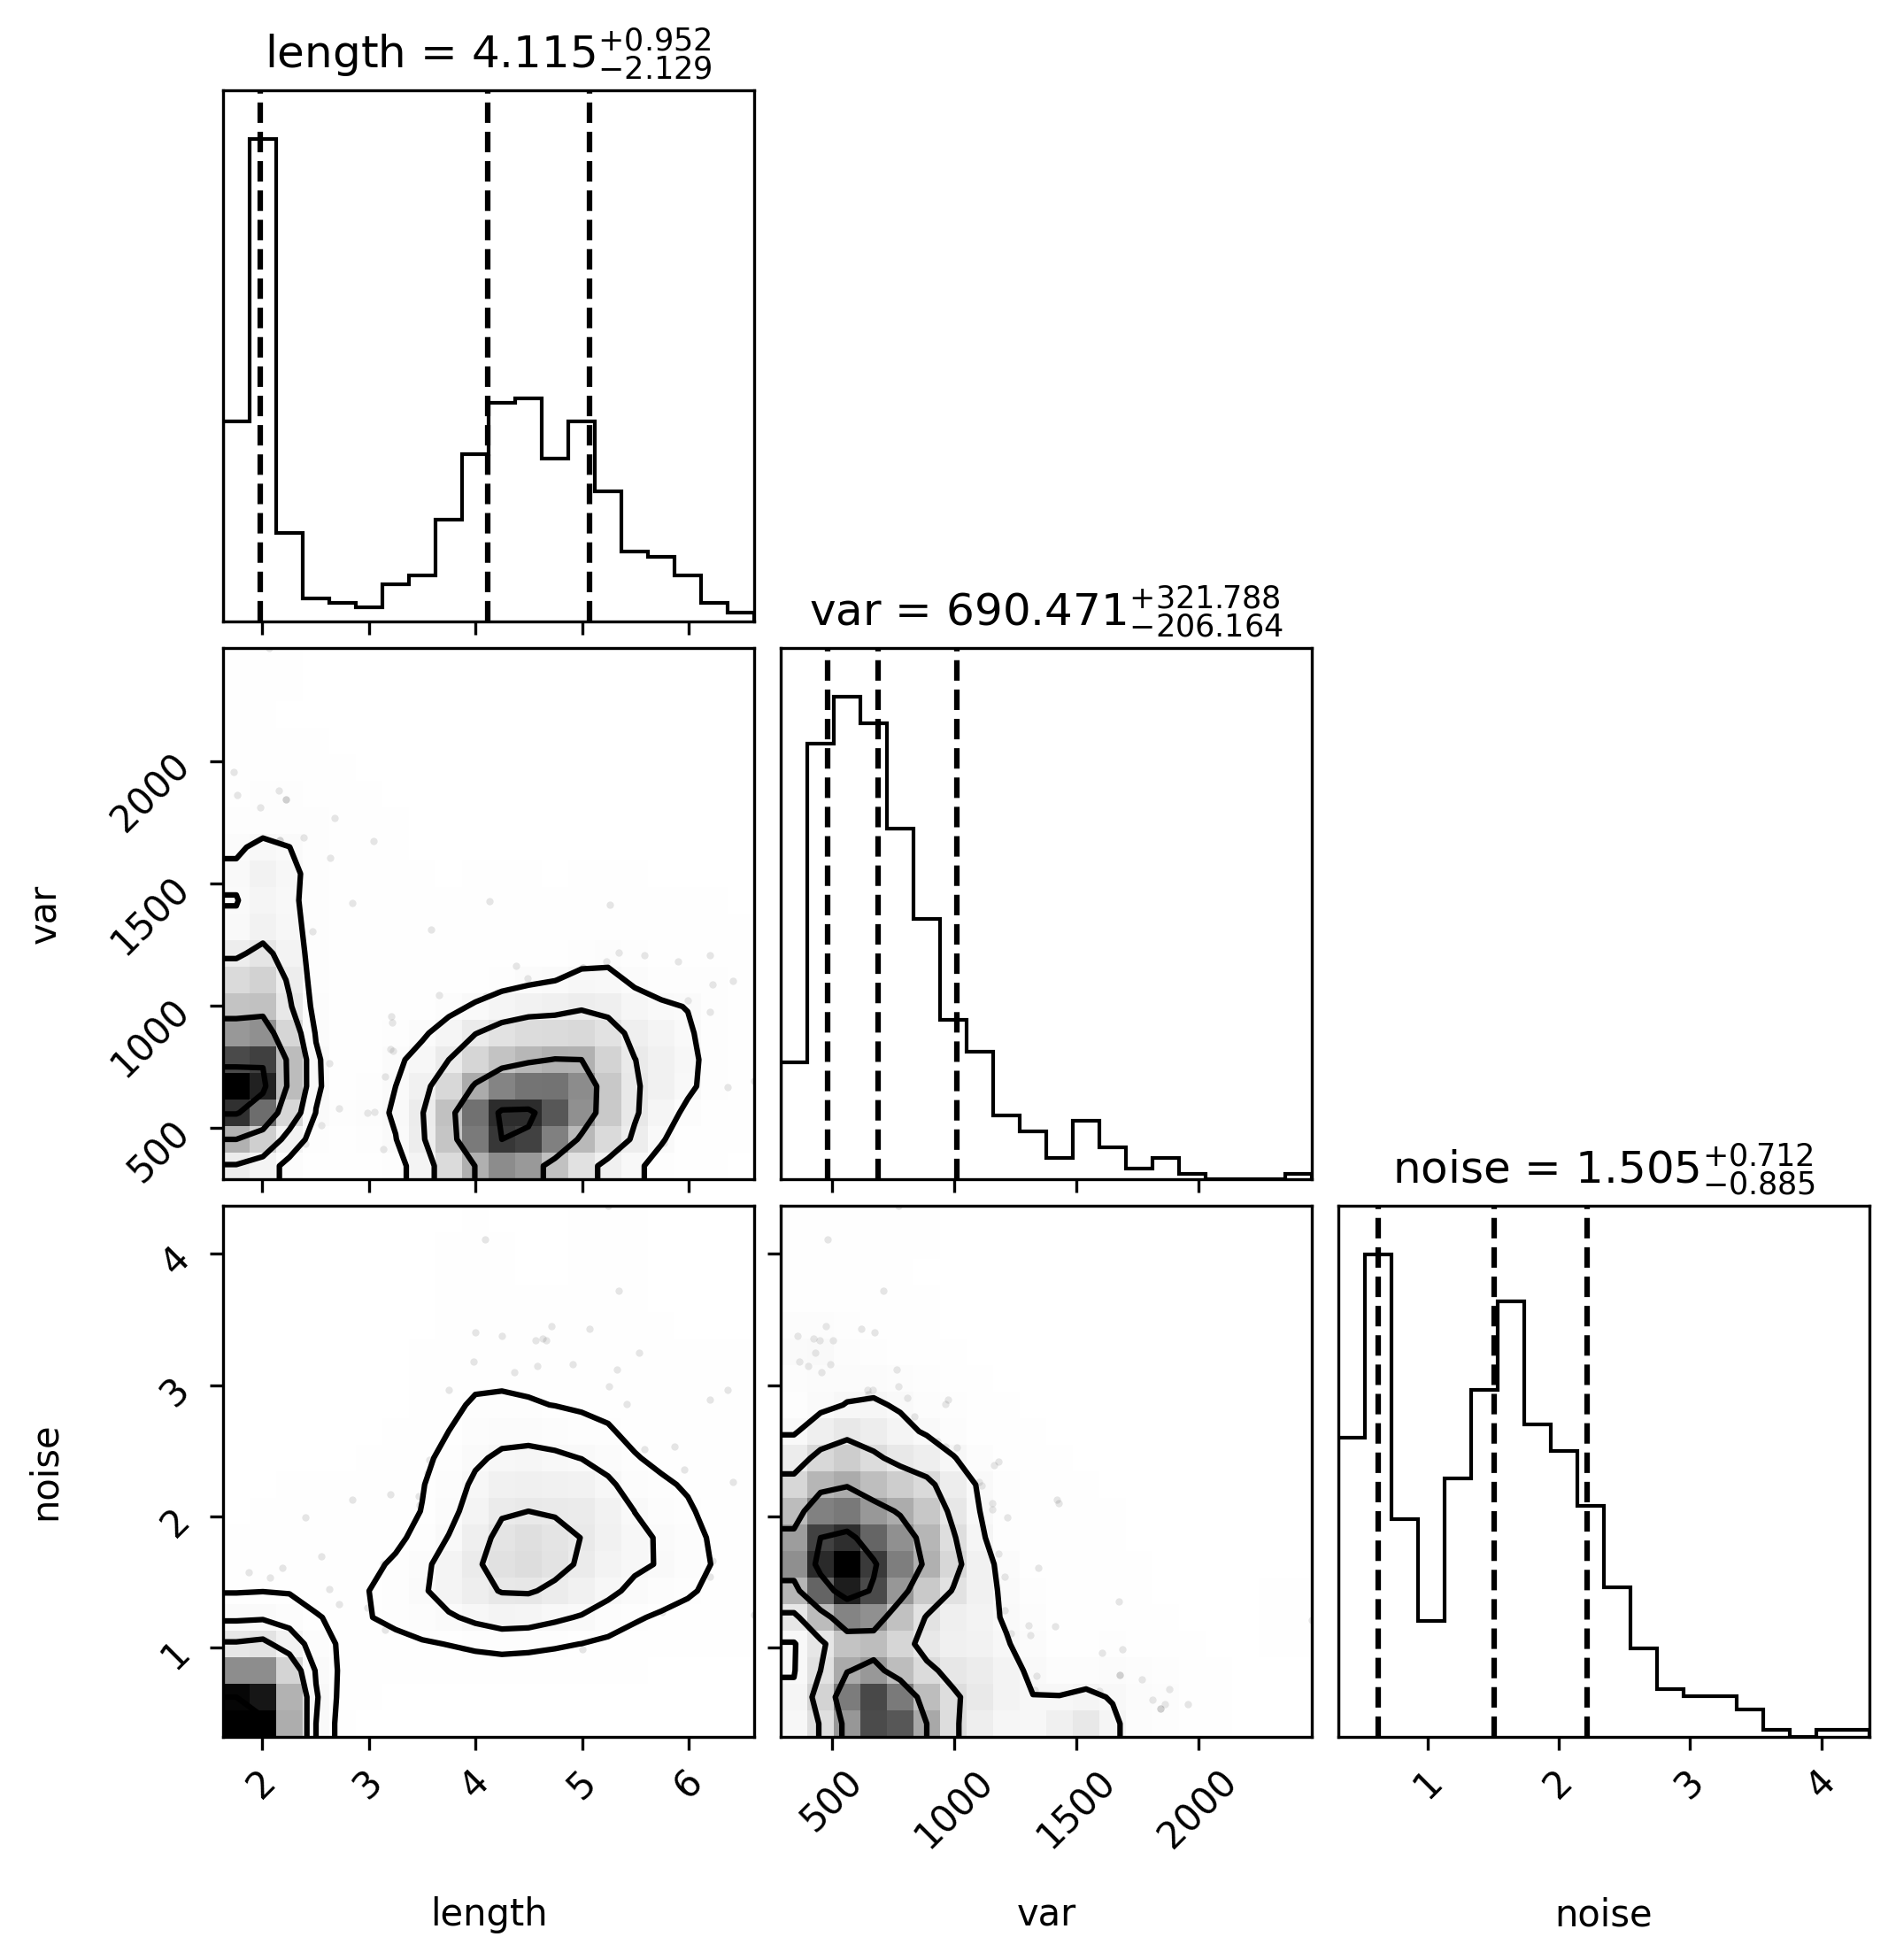 length = 4.115+0.952−2.129
var = 690.471+321.788−206.164
var
2000
1500
1000
500
noise = 1.505+0.712−0.885
noise
4
3
2
1
2 3 4 5 6
500 1000 1500 2000
1 2 3 4
length var noise